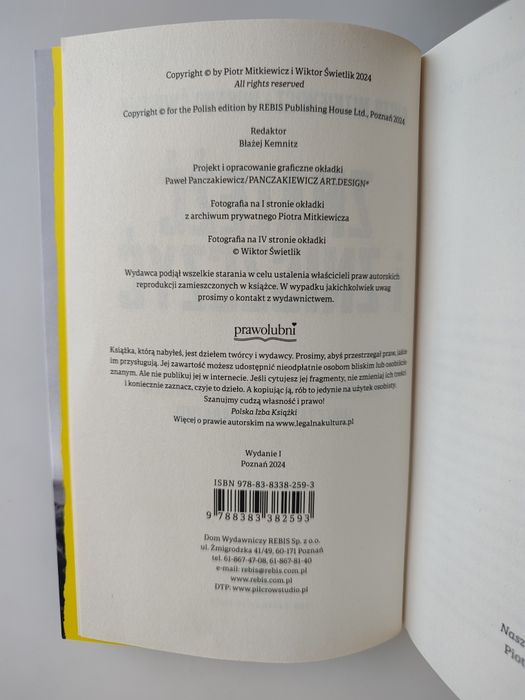 Copyright © by Piotr Mitkiewicz i Wiktor Świetlik 2024
All rights reserved
Copyright © for the Polish edition by REBIS Publishing House Ltd., Poznań 2024
Redaktor
Błażej Kemnitz
Projekt i opracowanie graficzne okładki
Paweł Panczakiewicz/PANCZAKIEWICZ ART.DESIGN®
Fotografia na I stronie okładki
z archiwum prywatnego Piotra Mitkiewicza
Fotografia na IV stronie okładki
© Wiktor Świetlik
Wydawca podjął wszelkie starania w celu ustalenia właścicieli praw autorskich
reprodukcji zamieszczonych w książce. W wypadku jakichkolwiek uwag
prosimy o kontakt z wydawnictwem.
prawolubni
Książka, którą nabyłeś, jest dziełem twórcy i wydawcy. Prosimy, abyś przestrzegał praw, jakie
im przysługują. Jej zawartość możesz udostępnić nieodpłatnie osobom bliskim lub osobiście
znanym. Ale nie publikuj jej w internecie. Jeśli cytujesz jej fragmenty, nie zmieniaj ich treści
i koniecznie zaznacz, czyje to dzieło. A kopiując ją, rób to jedynie na użytek osobisty.
Szanujmy cudzą własność i prawo!
Polska Izba Książki
Więcej o prawie autorskim na www.legalnakultura.pl
Wydanie I
Poznań 2024
ISBN 978-83-8338-259-3
9 788383 382593
Dom Wydawniczy REBIS Sp. z o.o.
ul. Żmigrodzka 41/49, 60-171 Poznań
tel. 61-867-47-08, 61-867-81-40
e-mail: rebis@rebis.com.pl
www.rebis.com.pl
DTP: www.pilcrowstudio.pl
Nasz
Piot